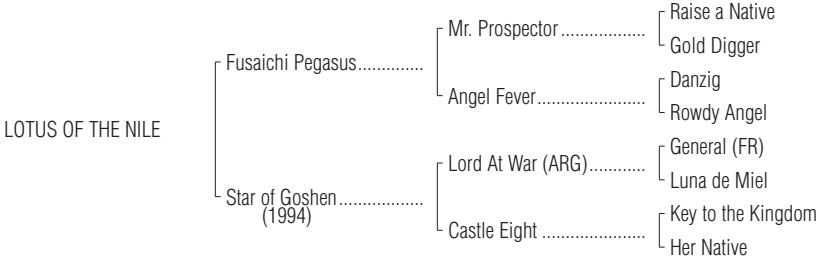 Raise a Native
Mr. Prospector...................
Gold Digger
Fusaichi Pegasus..............
Danzig
Angel Fever.......................
Rowdy Angel
LOTUS OF THE NILE
General (FR)
Lord At War (ARG)............
Luna de Miel
Star of Goshen..................
(1994)
Key to the Kingdom
Castle Eight ......................
Her Native